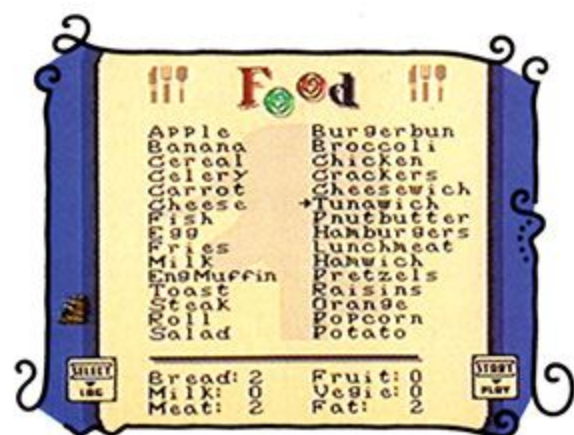 Food
Apple Burgerbun
Banana Broccoli
Cereal Chicken
Celery Crackers
Carrot Cheesewich
Cheese →Tunawich
Fish Pnutbutter
Egg Hamburgers
Fries Lunchmeat
Milk Hamwich
EngMuffin Pretzels
Toast Raisins
Steak Orange
Roll Popcorn
Salad Potato
SELECT START
LOG PLAY
Bread: 2 Fruit: 0
Milk: 0 Vegie: 0
Meat: 2 Fat: 2